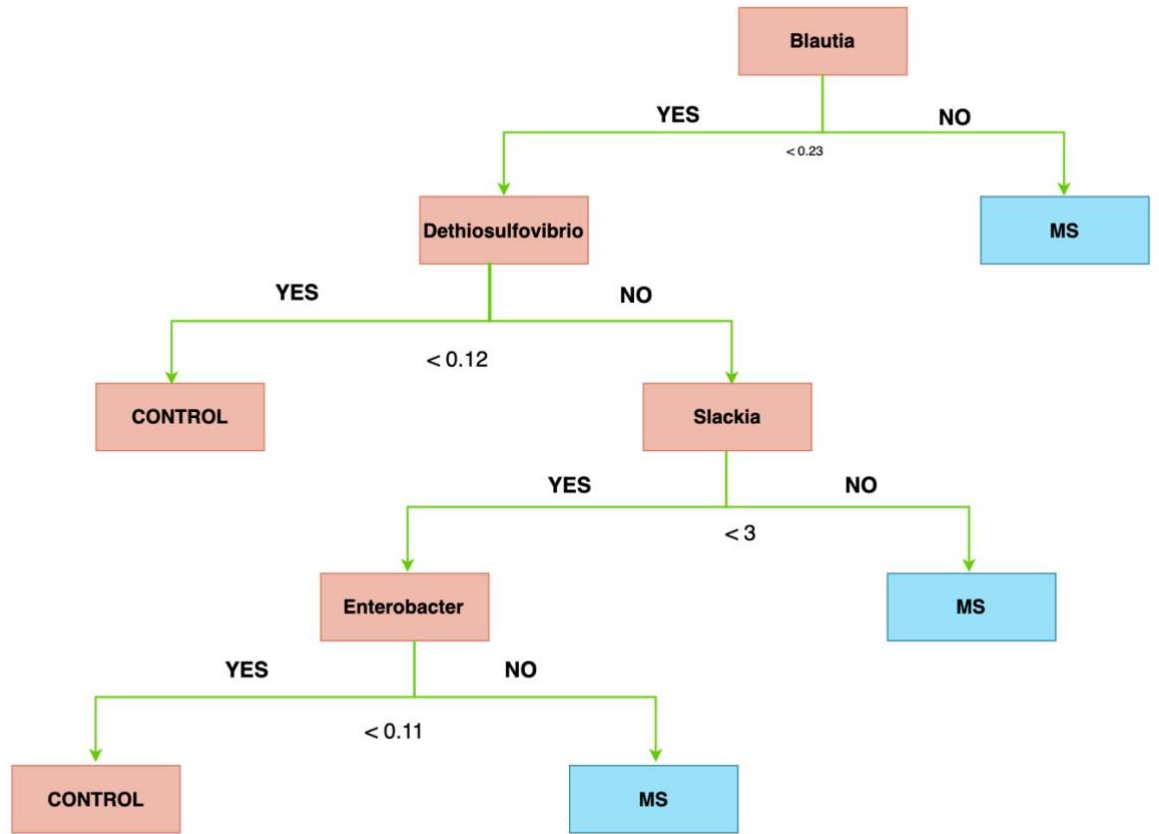 Blautia
YES
NO
< 0.23
Dethiosulfovibrio
MS
YES
NO
< 0.12
CONTROL
Slackia
YES
NO
< 3
Enterobacter
MS
YES
NO
< 0.11
CONTROL
MS